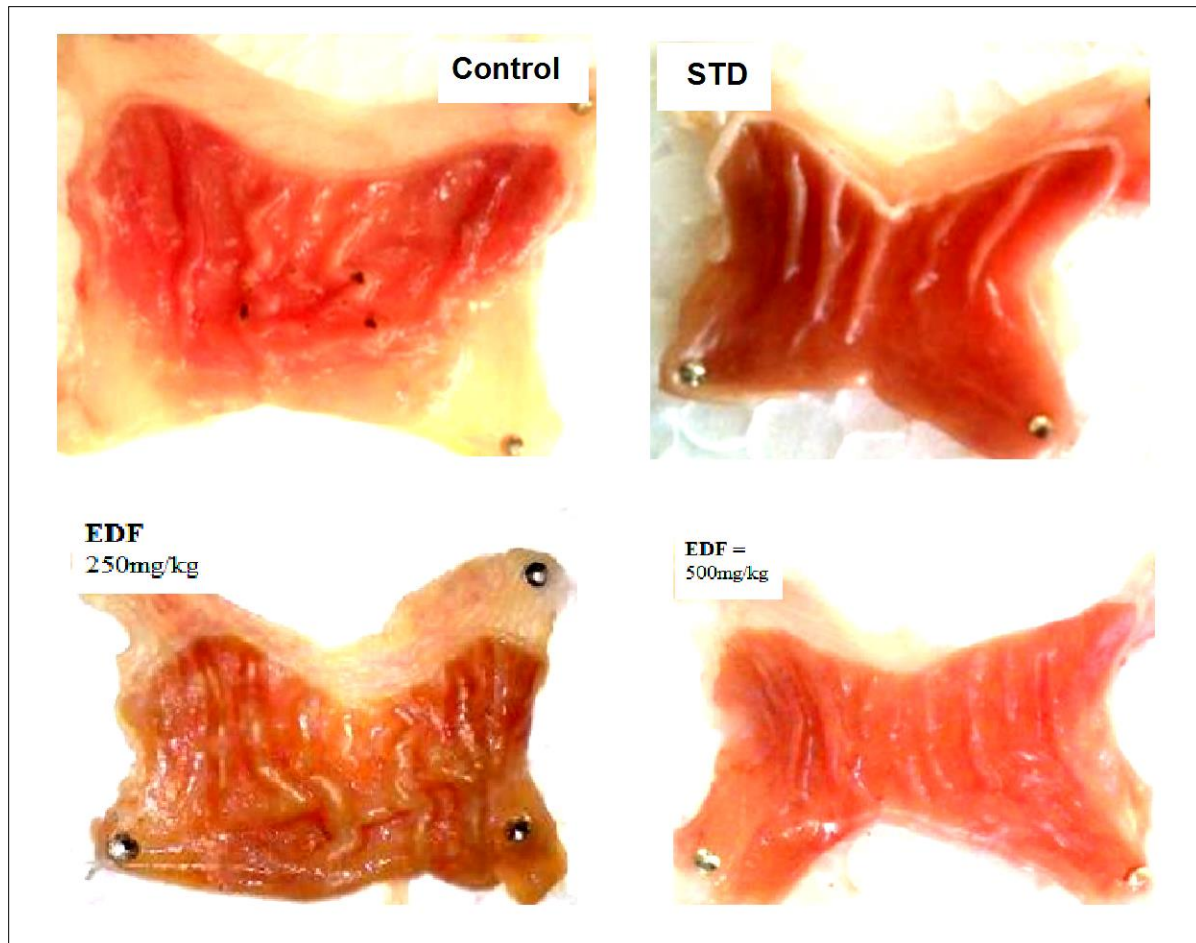 Control
STD
EDF
250mg/kg
EDF =
500mg/kg